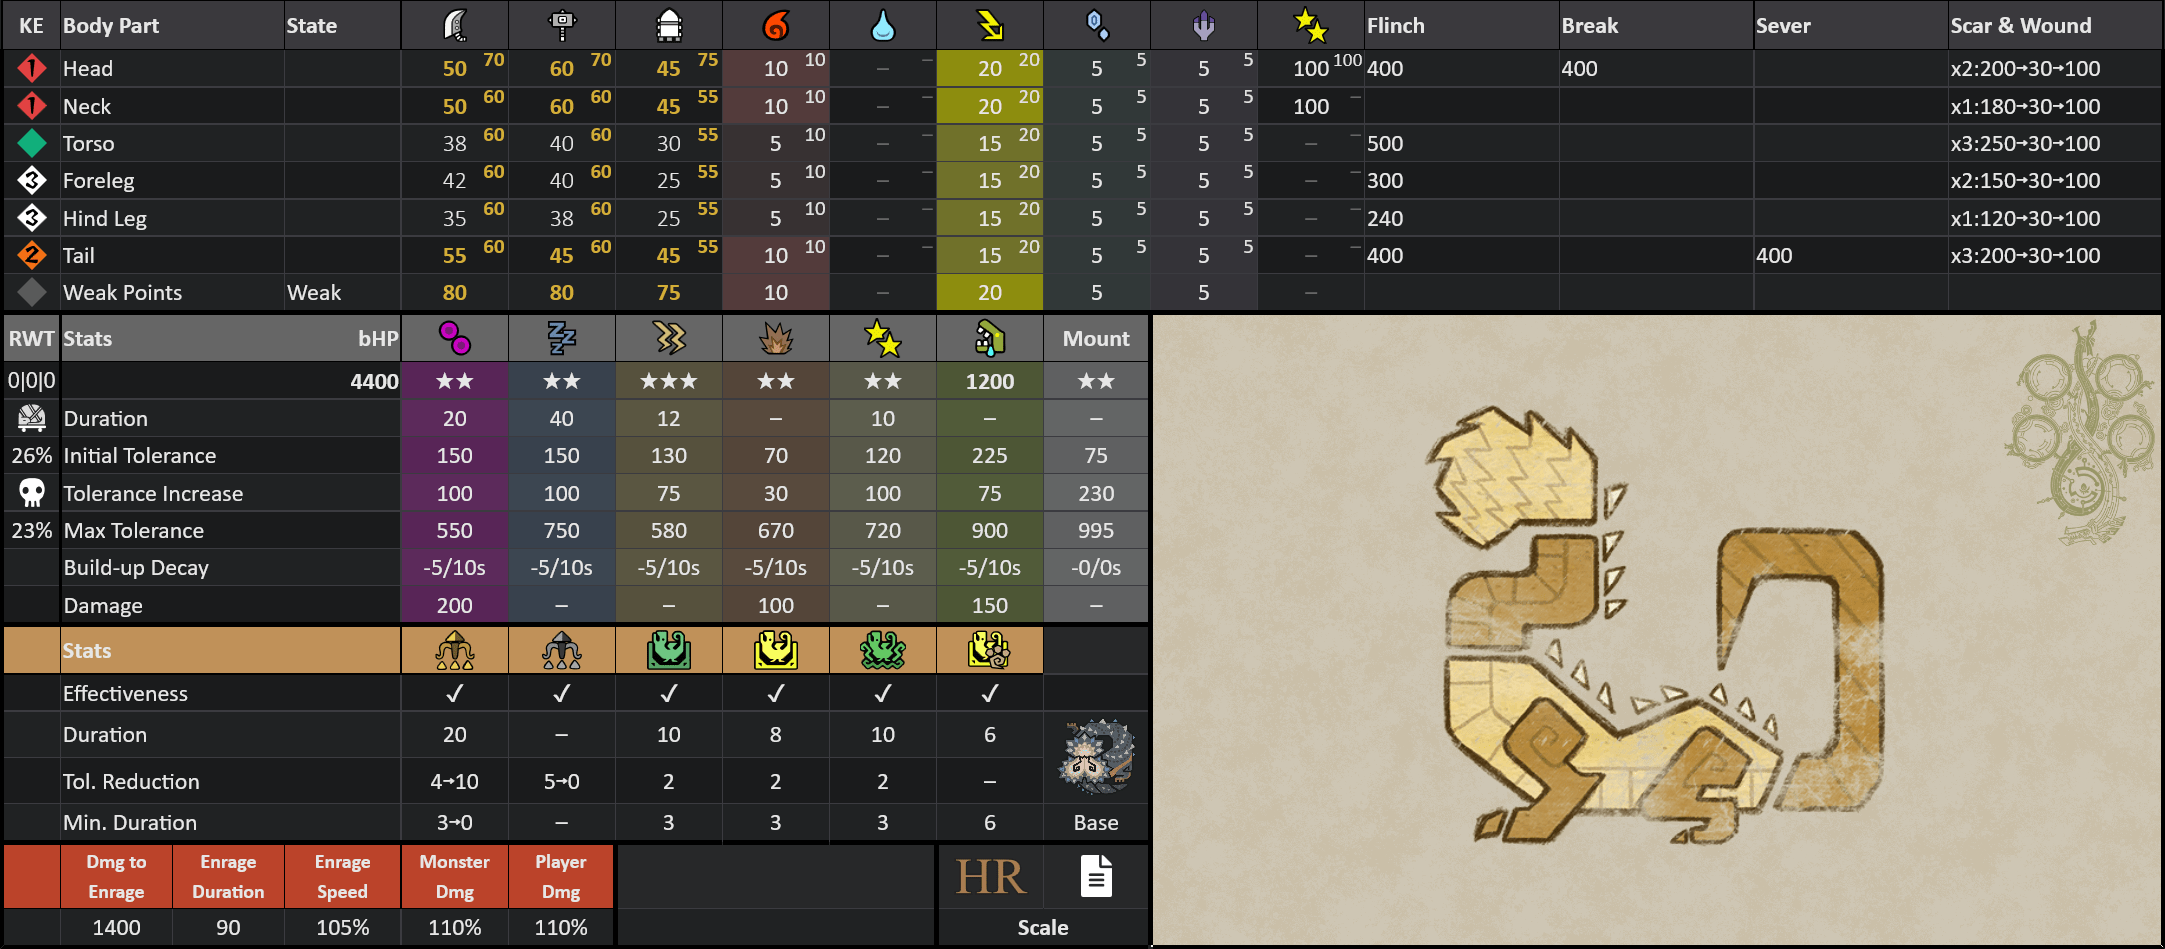 KE Body Part State Flinch Break Sever Scar & Wound
1 Head 50 70 60 70 45 75 10 10 – – 20 20 5 5 5 5 100 100 400 400 x2:200→30→100
1 Neck 50 60 60 60 45 55 10 10 – – 20 20 5 5 5 5 100 – x1:180→30→100
Torso 38 60 40 60 30 55 5 10 – – 15 20 5 5 5 5 – – 500 x3:250→30→100
3 Foreleg 42 60 40 60 25 55 5 10 – – 15 20 5 5 5 5 – – 300 x2:150→30→100
3 Hind Leg 35 60 38 60 25 55 5 10 – – 15 20 5 5 5 5 – – 240 x1:120→30→100
2 Tail 55 60 45 60 45 55 10 10 – – 15 20 5 5 5 5 – – 400 400 x3:200→30→100
Weak Points Weak 80 80 75 10 – 20 5 5 –
RWT Stats bHP Mount
0|0|0 4400 ★★ ★★ ★★★ ★★ ★★ 1200 ★★
Duration 20 40 12 – 10 – –
26% Initial Tolerance 150 150 130 70 120 225 75
Tolerance Increase 100 100 75 30 100 75 230
23% Max Tolerance 550 750 580 670 720 900 995
Build-up Decay -5/10s -5/10s -5/10s -5/10s -5/10s -5/10s -0/0s
Damage 200 – – 100 – 150 –
Stats
Effectiveness ✓ ✓ ✓ ✓ ✓ ✓
Duration 20 – 10 8 10 6
Tol. Reduction 4→10 5→0 2 2 2 –
Min. Duration 3→0 – 3 3 3 6 Base
Dmg to Enrage Enrage Monster Player
Enrage Duration Speed Dmg Dmg HR
1400 90 105% 110% 110% Scale